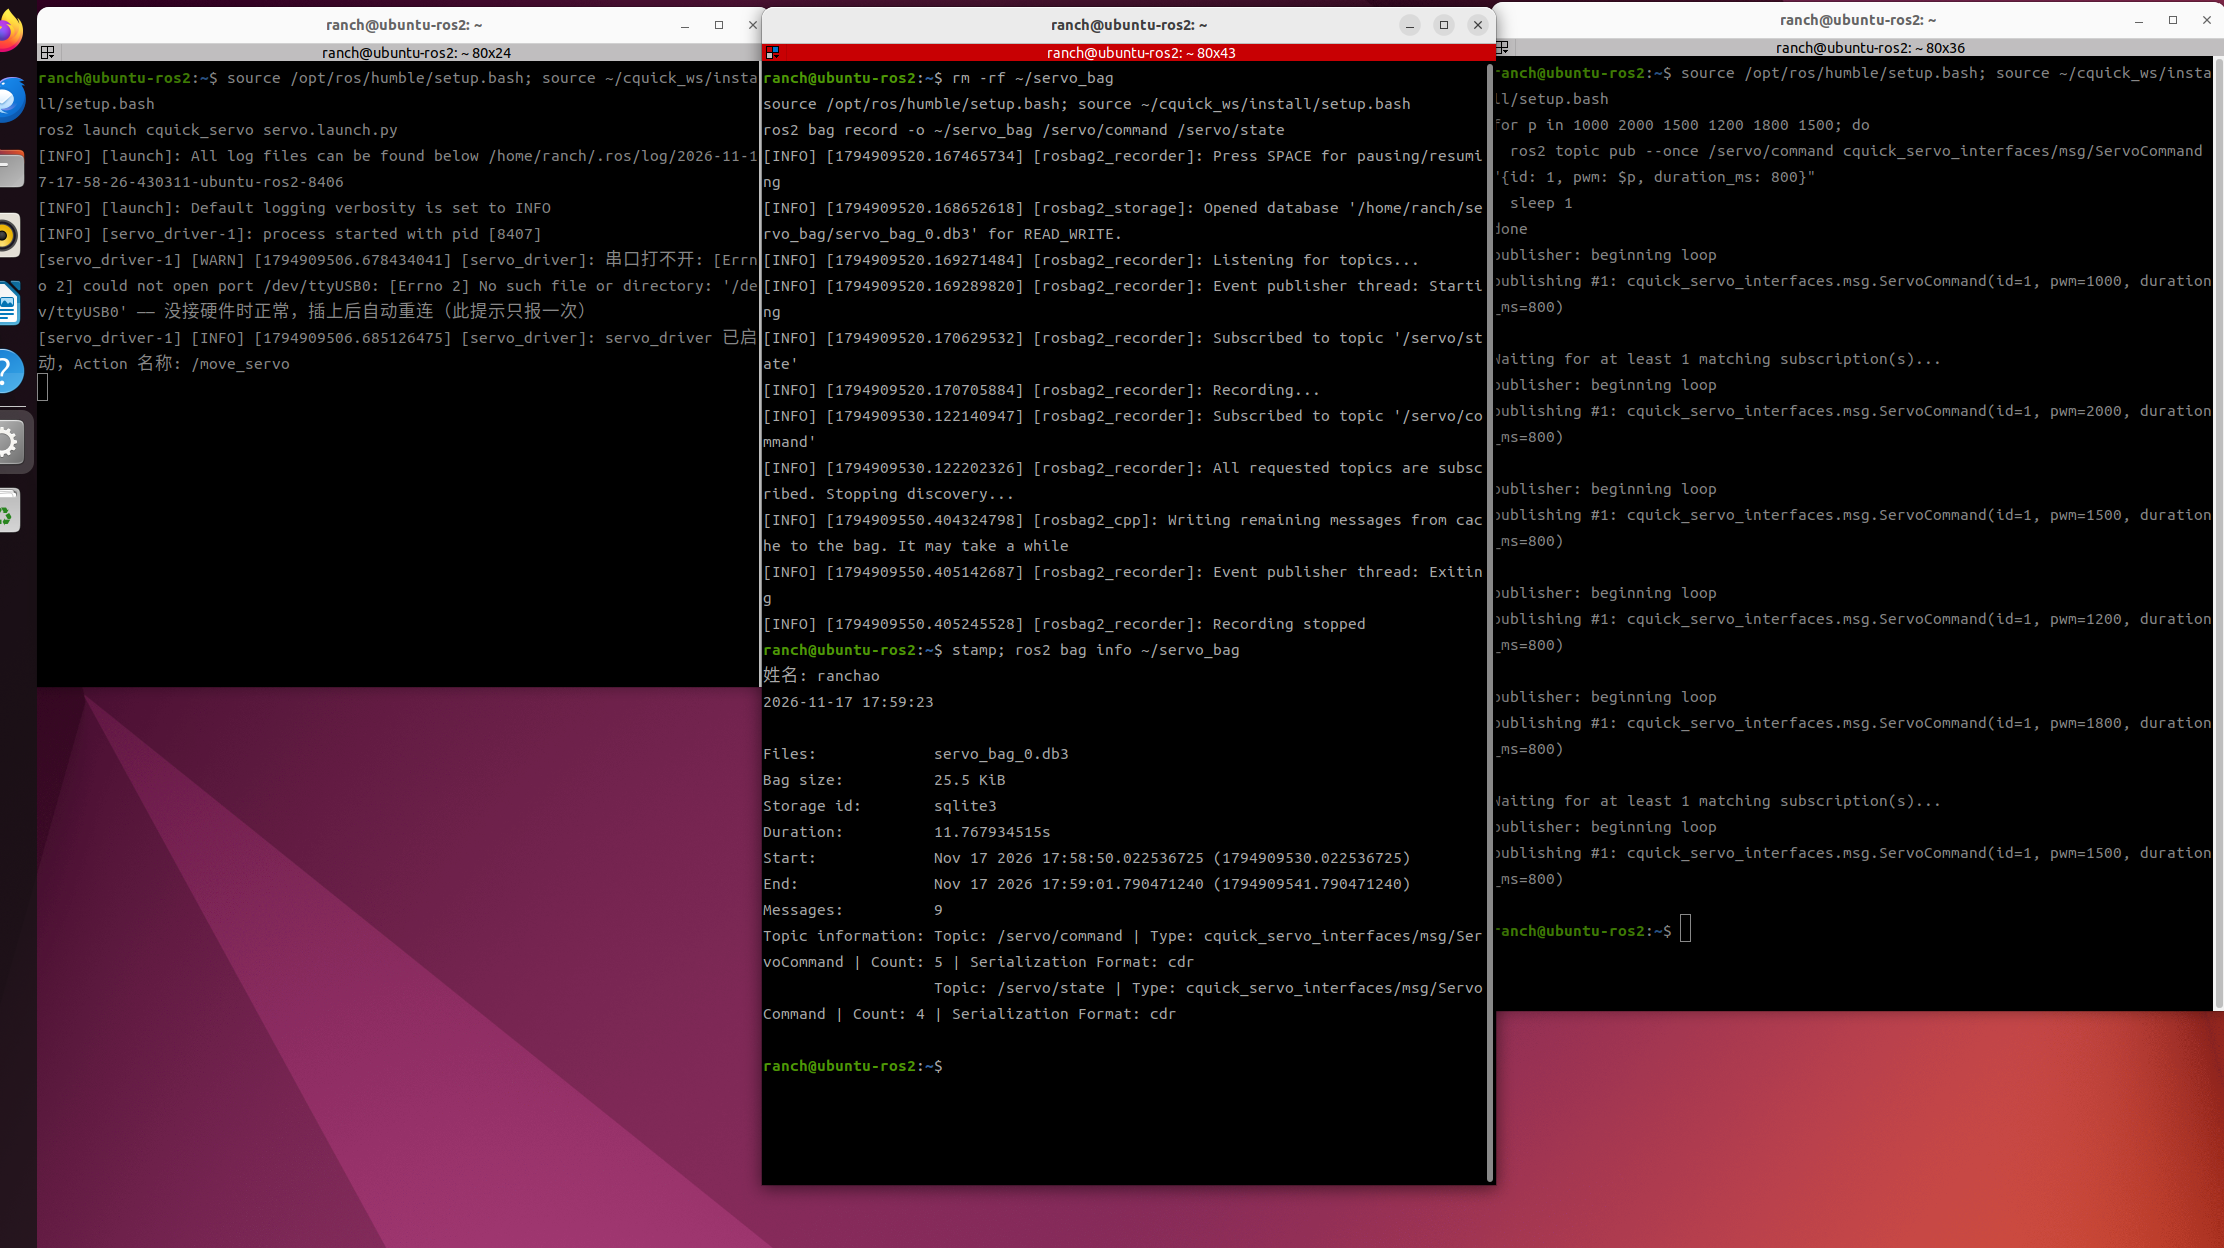 ranch@ubuntu-ros2: ~
ranch@ubuntu-ros2: ~ 80x24
ranch@ubuntu-ros2:~$ source /opt/ros/humble/setup.bash; source ~/cquick_ws/insta
ll/setup.bash
ros2 launch cquick_servo servo.launch.py
[INFO] [launch]: All log files can be found below /home/ranch/.ros/log/2026-11-1
7-17-58-26-430311-ubuntu-ros2-8406
[INFO] [launch]: Default logging verbosity is set to INFO
[INFO] [servo_driver-1]: process started with pid [8407]
[servo_driver-1] [WARN] [1794909506.678434041] [servo_driver]: 串口打不开: [Errn
o 2] could not open port /dev/ttyUSB0: [Errno 2] No such file or directory: '/de
v/ttyUSB0' —— 没接硬件时正常，插上后自动重连（此提示只报一次）
[servo_driver-1] [INFO] [1794909506.685126475] [servo_driver]: servo_driver 已启
动，Action 名称: /move_servo
ranch@ubuntu-ros2: ~
ranch@ubuntu-ros2: ~ 80x43
ranch@ubuntu-ros2:~$ rm -rf ~/servo_bag
source /opt/ros/humble/setup.bash; source ~/cquick_ws/install/setup.bash
ros2 bag record -o ~/servo_bag /servo/command /servo/state
[INFO] [1794909520.167465734] [rosbag2_recorder]: Press SPACE for pausing/resumi
ng
[INFO] [1794909520.168652618] [rosbag2_storage]: Opened database '/home/ranch/se
rvo_bag/servo_bag_0.db3' for READ_WRITE.
[INFO] [1794909520.169271484] [rosbag2_recorder]: Listening for topics...
[INFO] [1794909520.169289820] [rosbag2_recorder]: Event publisher thread: Starti
ng
[INFO] [1794909520.170629532] [rosbag2_recorder]: Subscribed to topic '/servo/st
ate'
[INFO] [1794909520.170705884] [rosbag2_recorder]: Recording...
[INFO] [1794909530.122140947] [rosbag2_recorder]: Subscribed to topic '/servo/co
mmand'
[INFO] [1794909530.122202326] [rosbag2_recorder]: All requested topics are subsc
ribed. Stopping discovery...
[INFO] [1794909550.404324798] [rosbag2_cpp]: Writing remaining messages from cac
he to the bag. It may take a while
[INFO] [1794909550.405142687] [rosbag2_recorder]: Event publisher thread: Exitin
g
[INFO] [1794909550.405245528] [rosbag2_recorder]: Recording stopped
ranch@ubuntu-ros2:~$ stamp; ros2 bag info ~/servo_bag
姓名: ranchao
2026-11-17 17:59:23
Files: servo_bag_0.db3
Bag size: 25.5 KiB
Storage id: sqlite3
Duration: 11.767934515s
Start: Nov 17 2026 17:58:50.022536725 (1794909530.022536725)
End: Nov 17 2026 17:59:01.790471240 (1794909541.790471240)
Messages: 9
Topic information: Topic: /servo/command | Type: cquick_servo_interfaces/msg/Ser
voCommand | Count: 5 | Serialization Format: cdr
Topic: /servo/state | Type: cquick_servo_interfaces/msg/Servo
Command | Count: 4 | Serialization Format: cdr
ranch@ubuntu-ros2:~$
ranch@ubuntu-ros2: ~
ranch@ubuntu-ros2: ~ 80x36
ranch@ubuntu-ros2:~$ source /opt/ros/humble/setup.bash; source ~/cquick_ws/insta
ll/setup.bash
for p in 1000 2000 1500 1200 1800 1500; do
ros2 topic pub --once /servo/command cquick_servo_interfaces/msg/ServoCommand
"{id: 1, pwm: $p, duration_ms: 800}"
sleep 1
done
publisher: beginning loop
publishing #1: cquick_servo_interfaces.msg.ServoCommand(id=1, pwm=1000, duration
_ms=800)
Waiting for at least 1 matching subscription(s)...
publisher: beginning loop
publishing #1: cquick_servo_interfaces.msg.ServoCommand(id=1, pwm=2000, duration
_ms=800)
publisher: beginning loop
publishing #1: cquick_servo_interfaces.msg.ServoCommand(id=1, pwm=1500, duration
_ms=800)
publisher: beginning loop
publishing #1: cquick_servo_interfaces.msg.ServoCommand(id=1, pwm=1200, duration
_ms=800)
publisher: beginning loop
publishing #1: cquick_servo_interfaces.msg.ServoCommand(id=1, pwm=1800, duration
_ms=800)
Waiting for at least 1 matching subscription(s)...
publisher: beginning loop
publishing #1: cquick_servo_interfaces.msg.ServoCommand(id=1, pwm=1500, duration
_ms=800)
ranch@ubuntu-ros2:~$